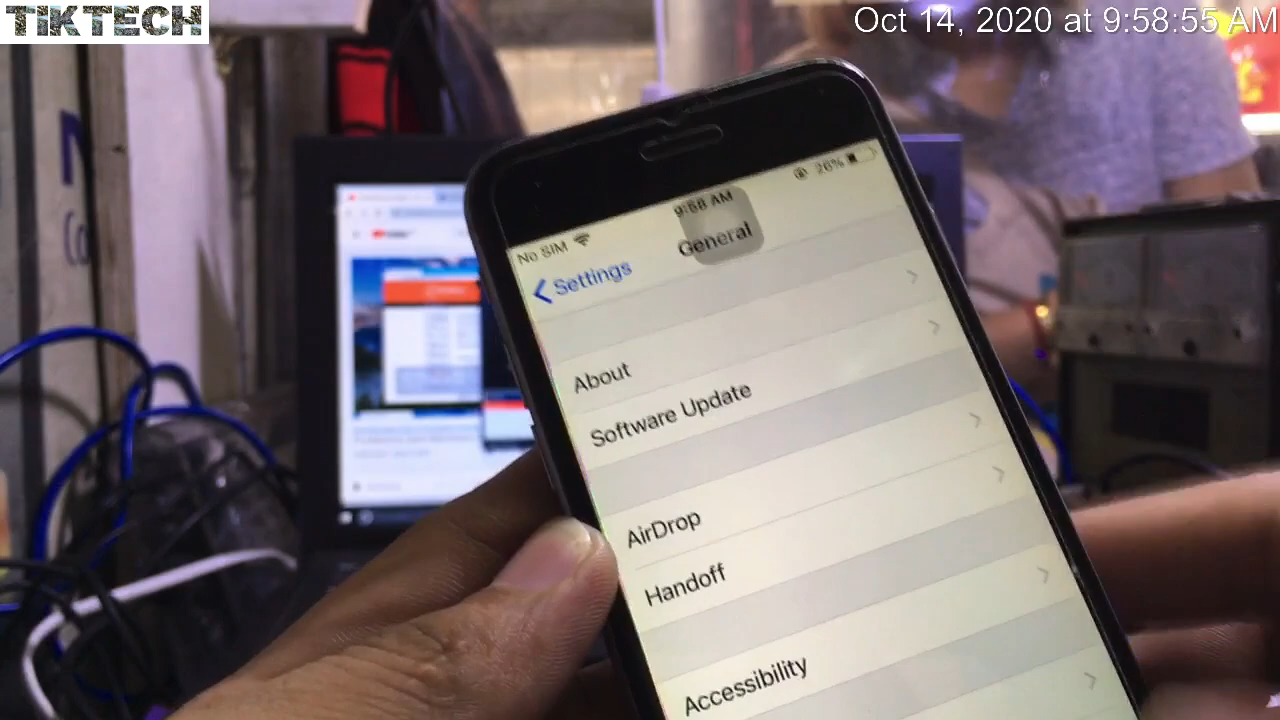 TIKTECH
Oct 14, 2020 at 9:58:55 AM
No SIM
9:58 AM
26%
Settings
General
About
Software Update
AirDrop
Handoff
Accessibility